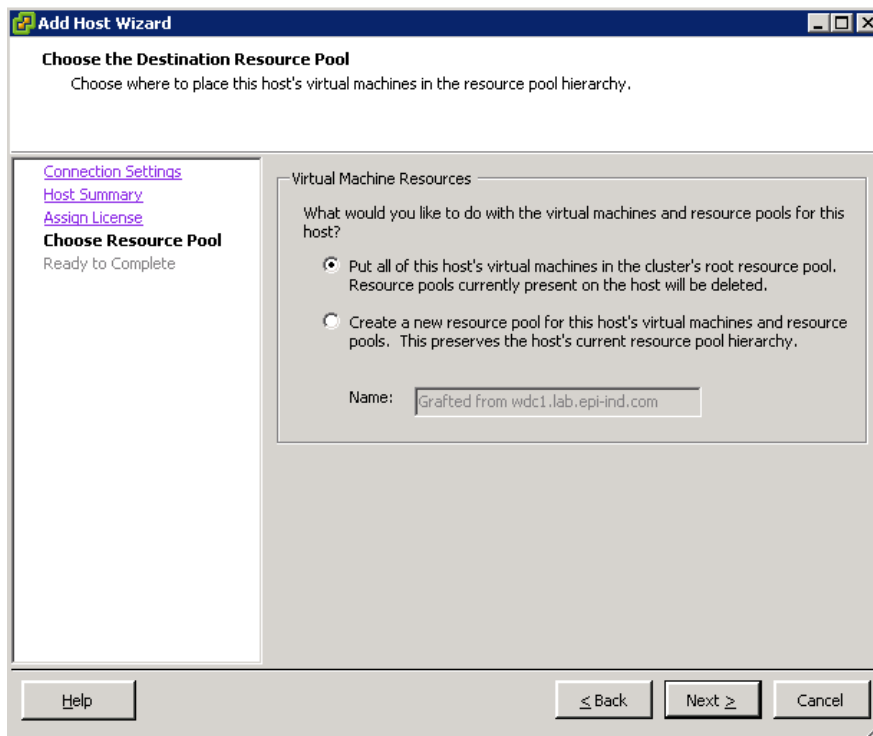 Add Host Wizard
Choose the Destination Resource Pool
Choose where to place this host's virtual machines in the resource pool hierarchy.
Connection Settings
Host Summary
Assign License
Choose Resource Pool
Ready to Complete
Virtual Machine Resources
What would you like to do with the virtual machines and resource pools for this
host?
Put all of this host's virtual machines in the cluster's root resource pool.
Resource pools currently present on the host will be deleted.
Create a new resource pool for this host's virtual machines and resource
pools.  This preserves the host's current resource pool hierarchy.
Name: Grafted from wdc1.lab.epi-ind.com
Help
< Back
Next >
Cancel